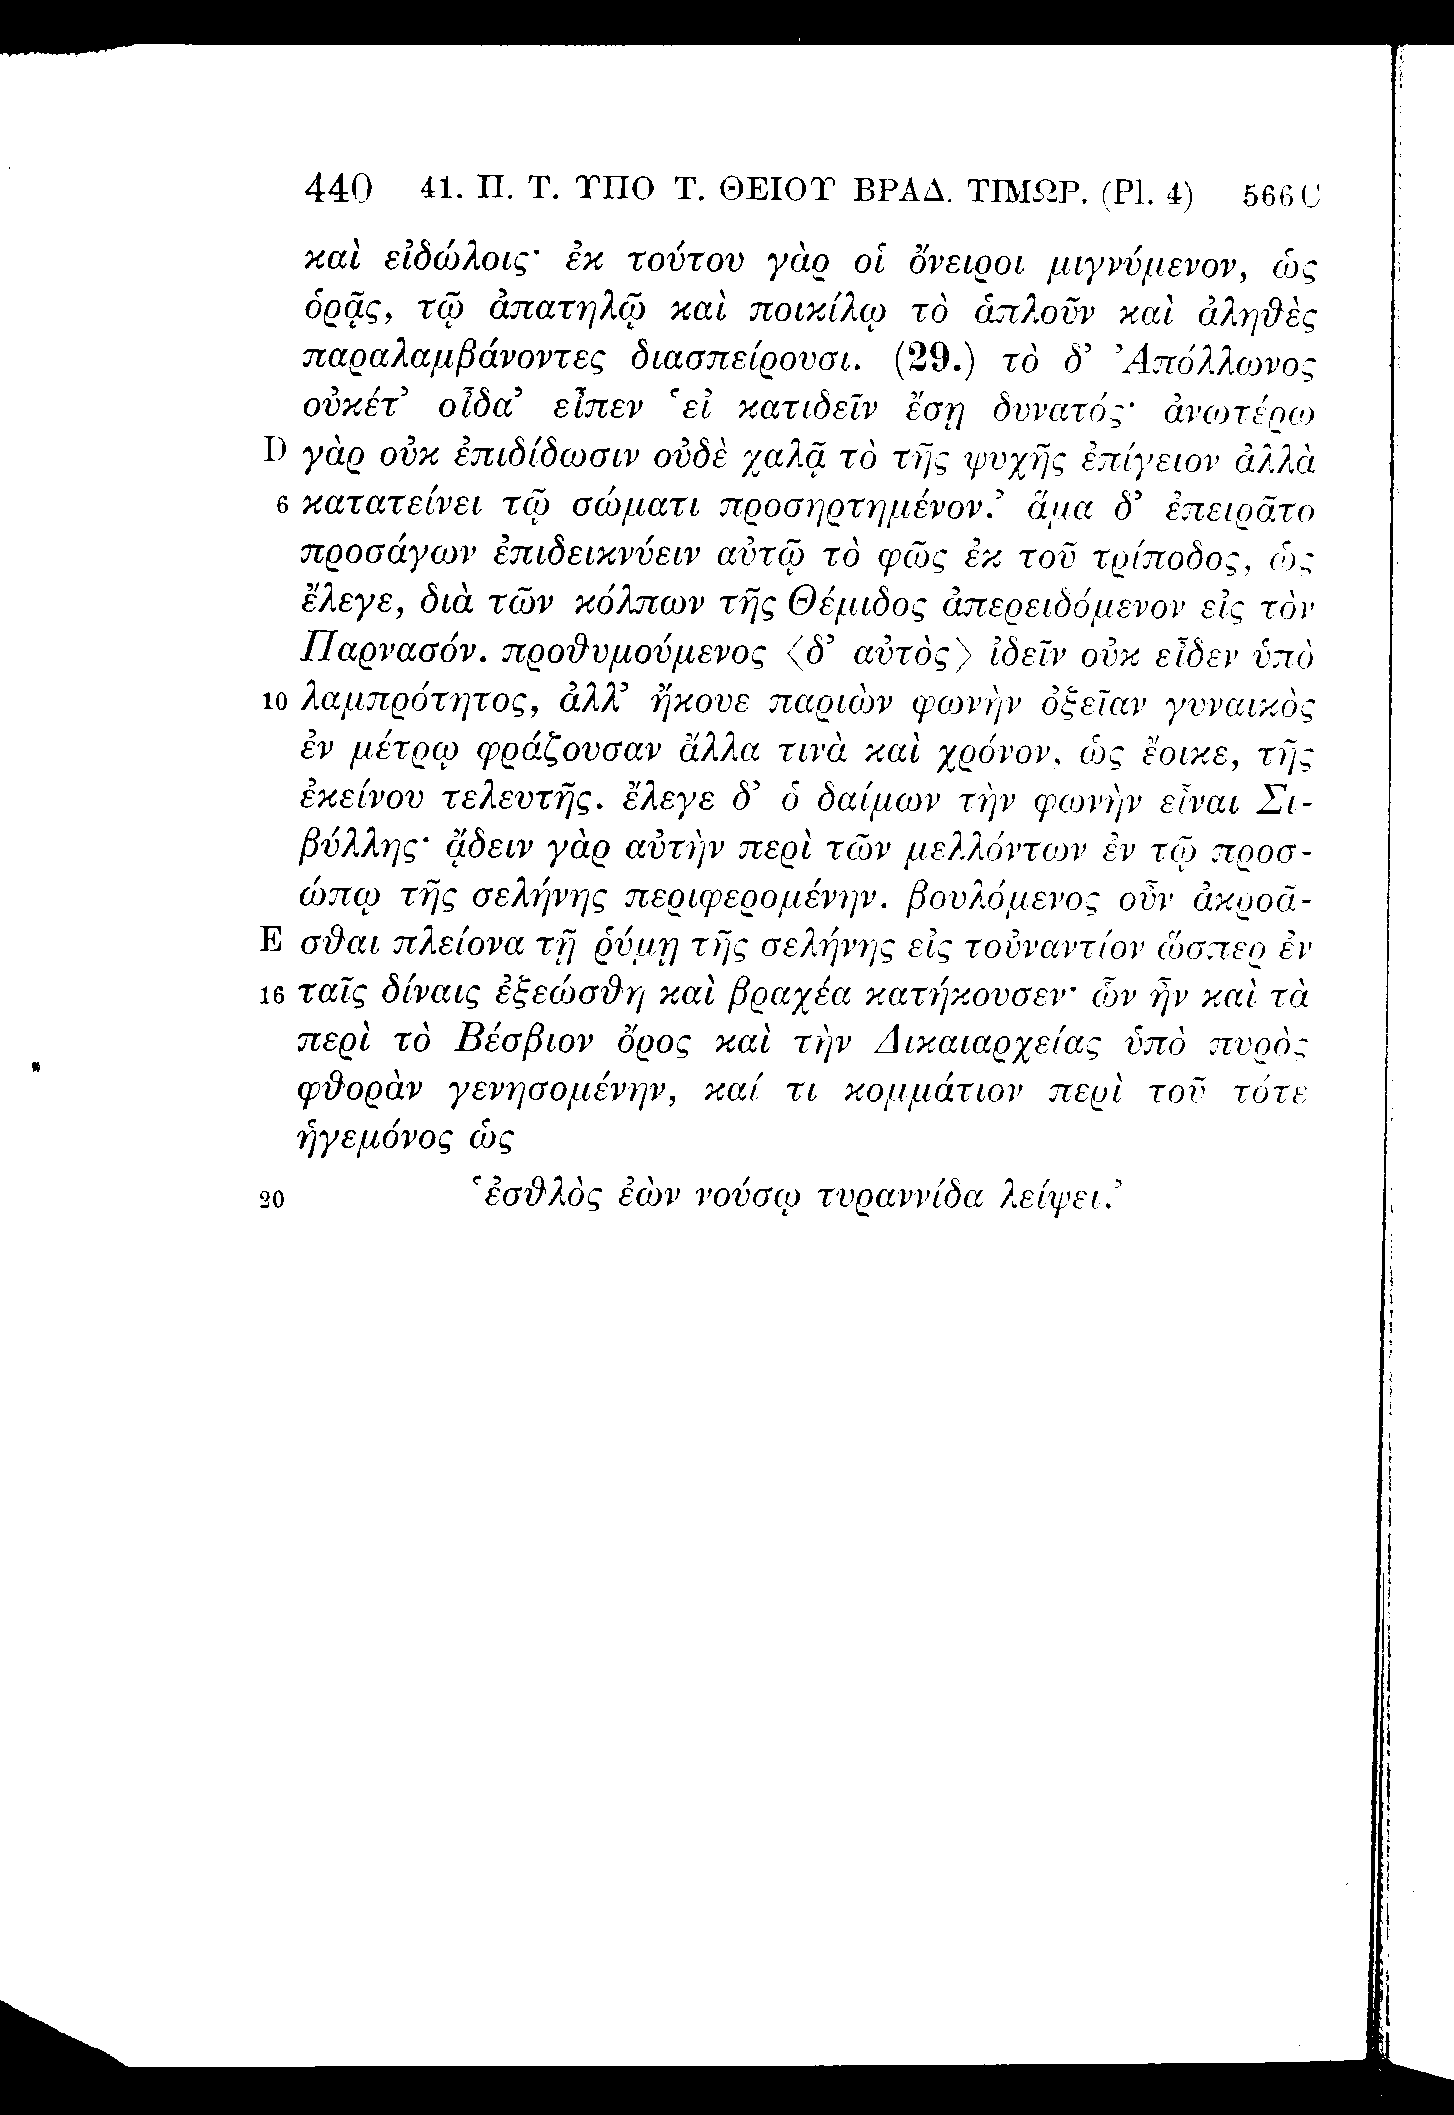 440 41. Π. Τ. ΥΠΟ Τ. ΘΕΙΟΥ ΒΡΑΔ. ΤΙΜΩΡ. (Pl. 4) 566 C
καὶ εἰδώλοις· ἐκ τούτου γὰρ οἱ ὄνειροι μιγνύμενον, ὡς
ὁρᾷς, τῷ ἀπατηλῷ καὶ ποικίλῳ τὸ ἁπλοῦν καὶ ἀληθὲς
παραλαμβάνοντες διασπείρουσι. (29.) τὸ δ’ Ἀπόλλωνος
οὐκέτ’ οἶδα’ εἶπεν ‘εἰ κατιδεῖν ἔσῃ δυνατός· ἀνωτέρω
D γὰρ οὐκ ἐπιδίδωσιν οὐδὲ χαλᾷ τὸ τῆς ψυχῆς ἐπίγειον ἀλλὰ
6 κατατείνει τῷ σώματι προσηρτημένον.’ ἅμα δ’ ἐπειρᾶτο
προσάγων ἐπιδεικνύειν αὐτῷ τὸ φῶς ἐκ τοῦ τρίποδος, ὡς
ἔλεγε, διὰ τῶν κόλπων τῆς Θέμιδος ἀπερειδόμενον εἰς τὸν
Παρνασόν. προθυμούμενος ⟨δ’ αὐτὸς⟩ ἰδεῖν οὐκ εἶδεν ὑπὸ
10 λαμπρότητος, ἀλλ’ ἤκουε παριὼν φωνὴν ὀξεῖαν γυναικὸς
ἐν μέτρῳ φράζουσαν ἄλλα τινὰ καὶ χρόνον, ὡς ἔοικε, τῆς
ἐκείνου τελευτῆς. ἔλεγε δ’ ὁ δαίμων τὴν φωνὴν εἶναι Σι-
βύλλης· ᾄδειν γὰρ αὐτὴν περὶ τῶν μελλόντων ἐν τῷ προσ-
ώπῳ τῆς σελήνης περιφερομένην. βουλόμενος οὖν ἀκροᾶ-
E σθαι πλείονα τῇ ῥύμῃ τῆς σελήνης εἰς τοὐναντίον ὥσπερ ἐν
16 ταῖς δίναις ἐξεώσθη καὶ βραχέα κατήκουσεν· ὧν ἦν καὶ τὰ
περὶ τὸ Βέσβιον ὄρος καὶ τὴν Δικαιαρχείας ὑπὸ πυρὸς
φθορὰν γενησομένην, καί τι κομμάτιον περὶ τοῦ τότε
ἡγεμόνος ὡς
20 ‘ἐσθλὸς ἐὼν νούσῳ τυραννίδα λείψει.’